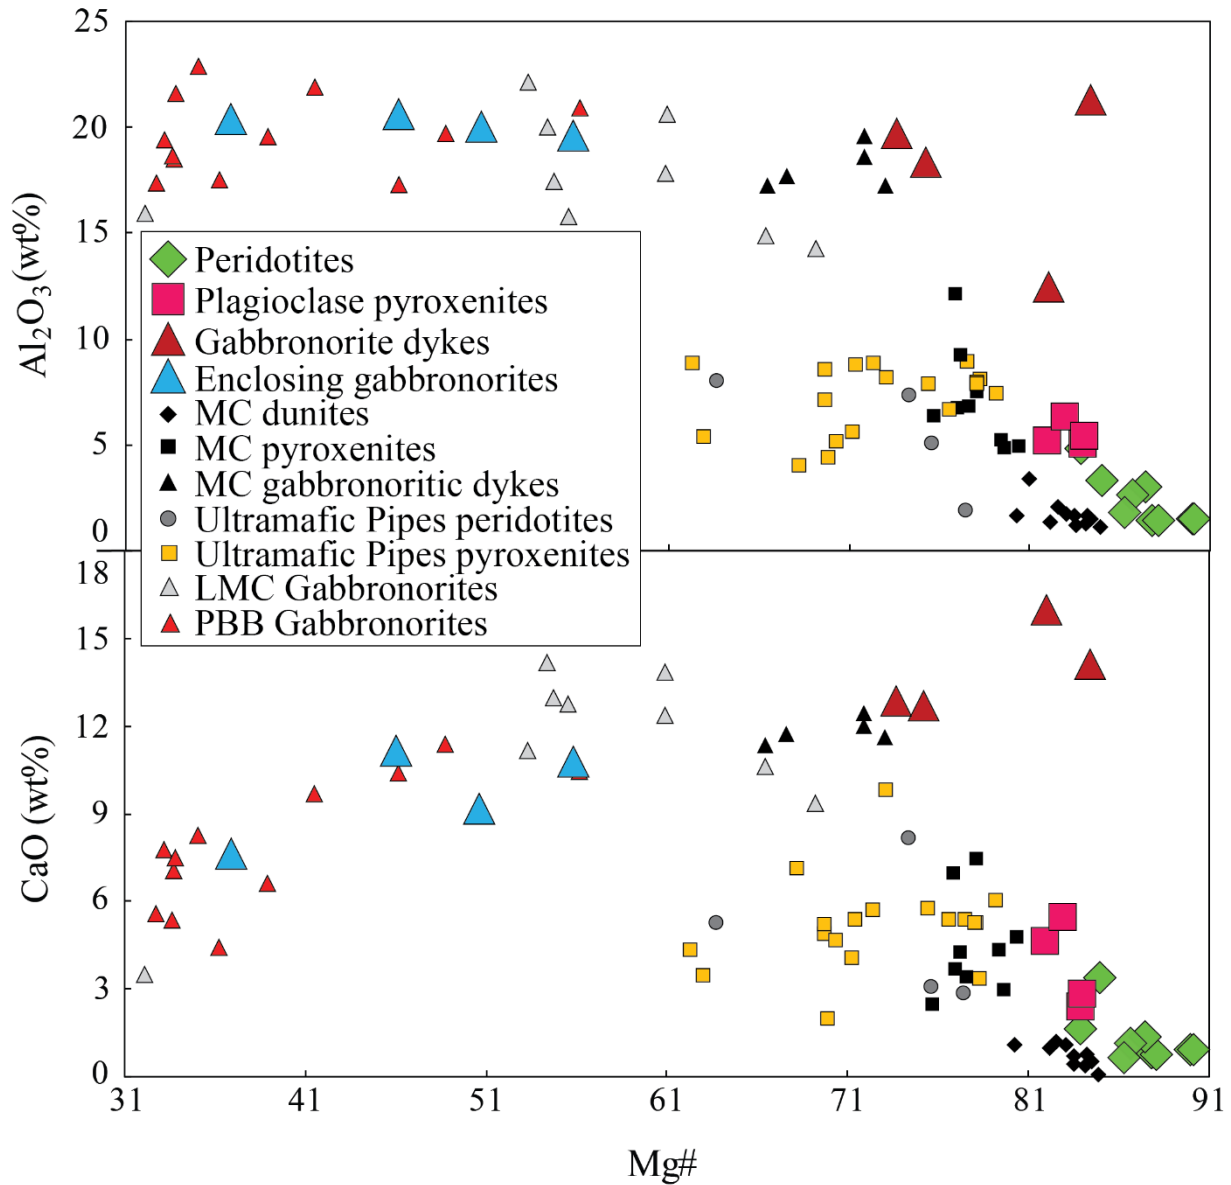 25
20
15
10
5
0
Al₂O₃(wt%)
Peridotites
Plagioclase pyroxenites
Gabbronorite dykes
Enclosing gabbronorites
MC dunites
MC pyroxenites
MC gabbronoritic dykes
Ultramafic Pipes peridotites
Ultramafic Pipes pyroxenites
LMC Gabbronorites
PBB Gabbronorites
18
15
12
9
6
3
0
CaO (wt%)
31 41 51 61 71 81 91
Mg#